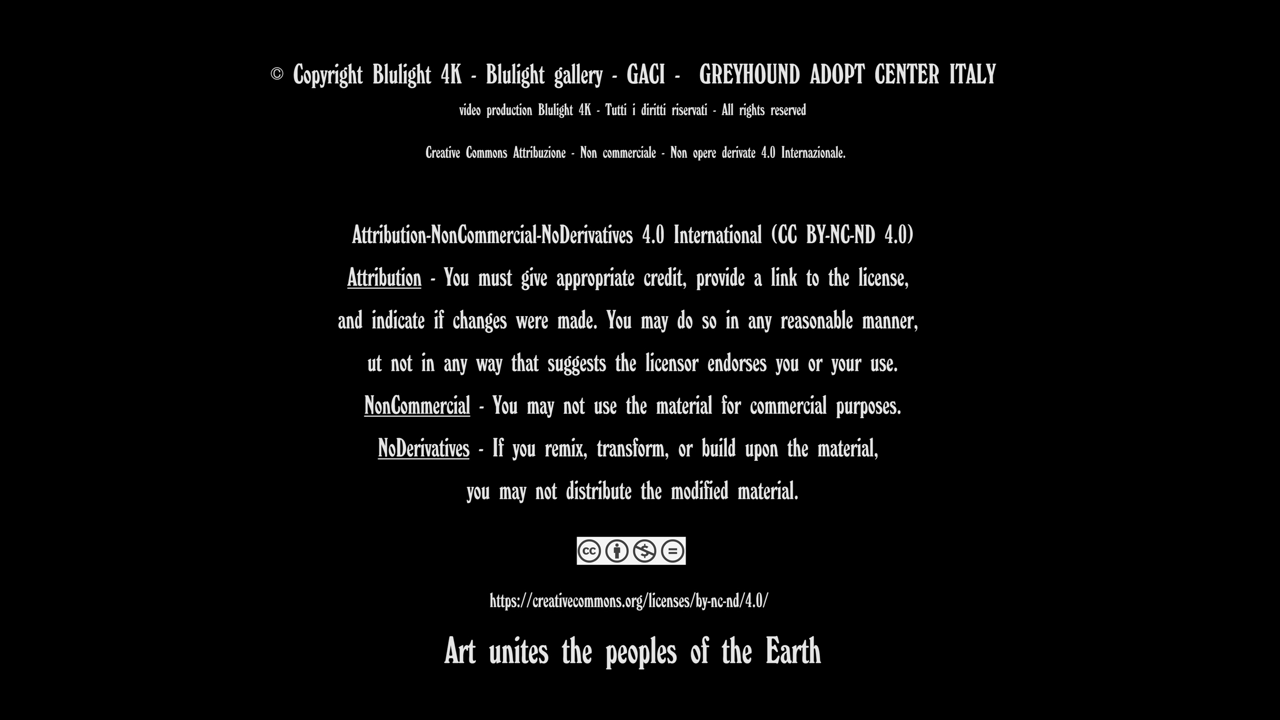 © Copyright Blulight 4K - Blulight gallery - GACI - GREYHOUND ADOPT CENTER ITALY
video production Blulight 4K - Tutti i diritti riservati - All rights reserved
Creative Commons Attribuzione - Non commerciale - Non opere derivate 4.0 Internazionale.
Attribution-NonCommercial-NoDerivatives 4.0 International (CC BY-NC-ND 4.0)
Attribution - You must give appropriate credit, provide a link to the license,
and indicate if changes were made. You may do so in any reasonable manner,
ut not in any way that suggests the licensor endorses you or your use.
NonCommercial - You may not use the material for commercial purposes.
NoDerivatives - If you remix, transform, or build upon the material,
you may not distribute the modified material.
cc
https://creativecommons.org/licenses/by-nc-nd/4.0/
Art unites the peoples of the Earth